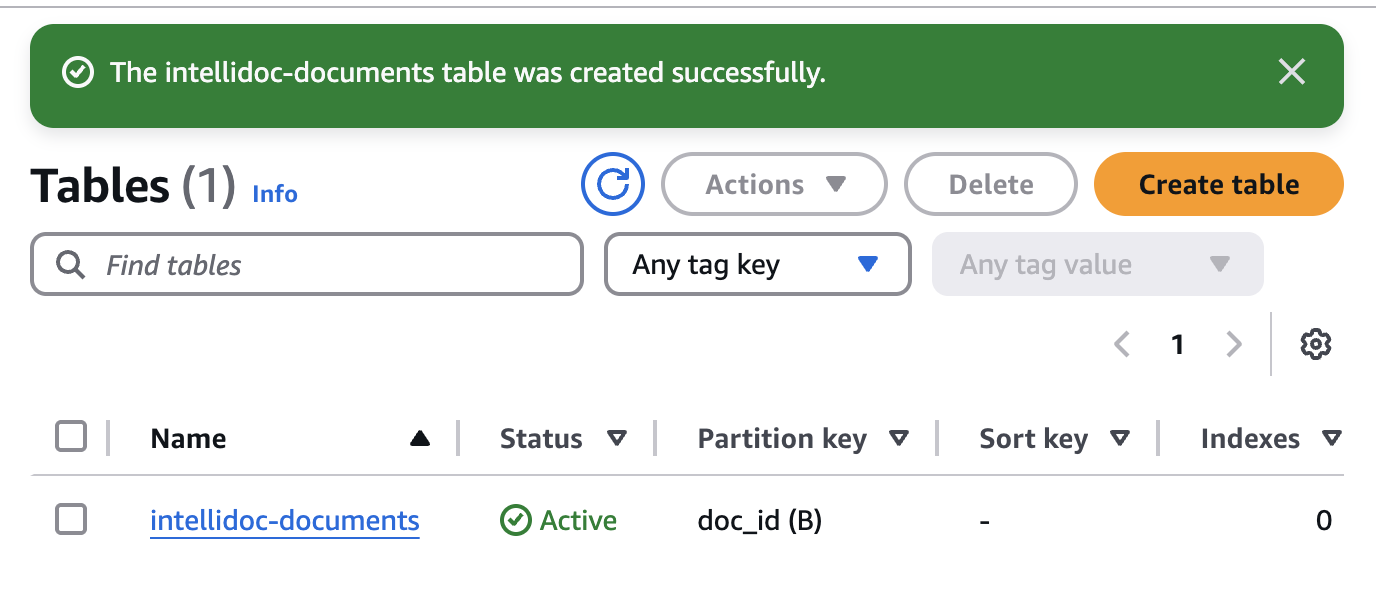 The intellidoc-documents table was created successfully.
Tables (1) Info Actions Delete Create table
Find tables Any tag key Any tag value
1
Name Status Partition key Sort key Indexes
intellidoc-documents Active doc_id (B) - 0